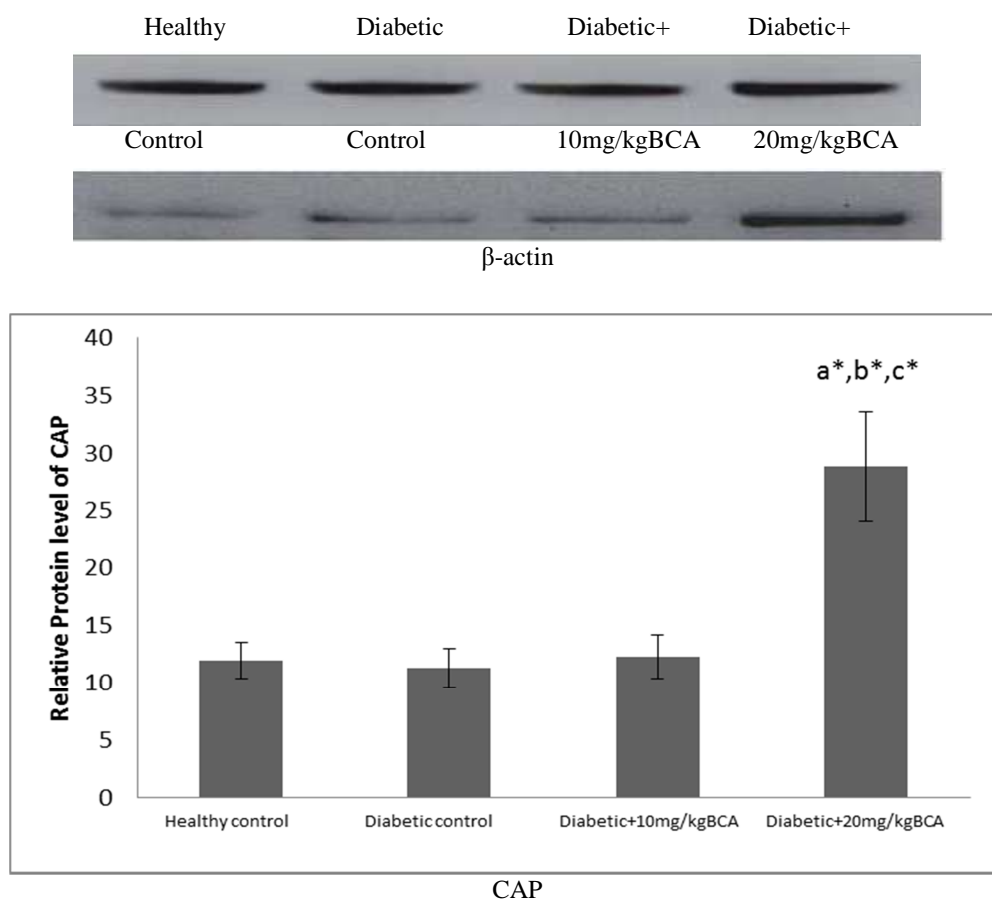 Healthy Diabetic Diabetic+ Diabetic+
Control Control 10mg/kgBCA 20mg/kgBCA
β-actin
40
35
30
25
20
15
10
5
0
Relative Protein level of CAP
a*,b*,c*
Healthy control Diabetic control Diabetic+10mg/kgBCA Diabetic+20mg/kgBCA
CAP